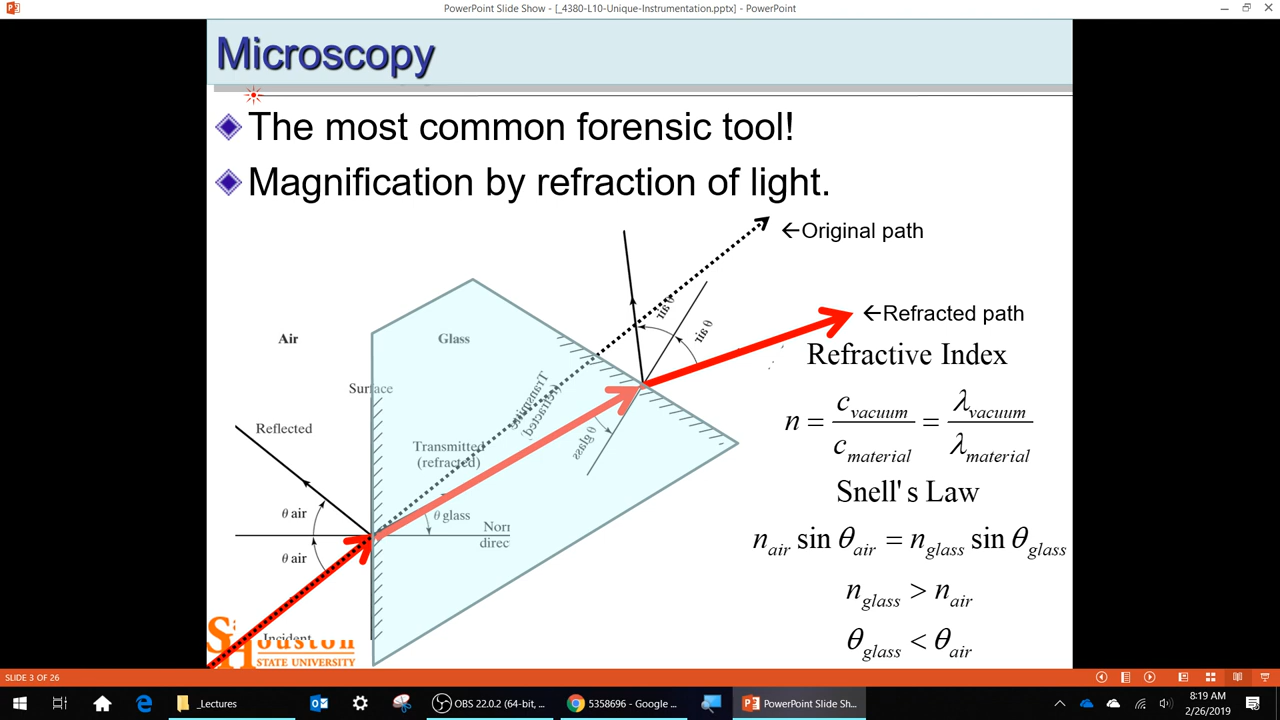 PowerPoint Slide Show - [_4380-L10-Unique-Instrumentation.pptx] - PowerPoint
Microscopy
The most common forensic tool!
Magnification by refraction of light.
←Original path
←Refracted path
Air
Glass
Surface
Reflected
Transmitted
(refracted)
Transmitted
(refracted)
θ air
θ air
θ glass
θ air
θ air
θ glass
Incident
Refractive Index
n = c_vacuum / c_material = λ_vacuum / λ_material
Snell's Law
n_air sin θ_air = n_glass sin θ_glass
n_glass > n_air
θ_glass < θ_air
STATE UNIVERSITY
SLIDE 3 OF 26
_Lectures
OBS 22.0.2 (64-bit, ...
5358696 - Google ...
PowerPoint Slide Sh...
8:19 AM
2/26/2019